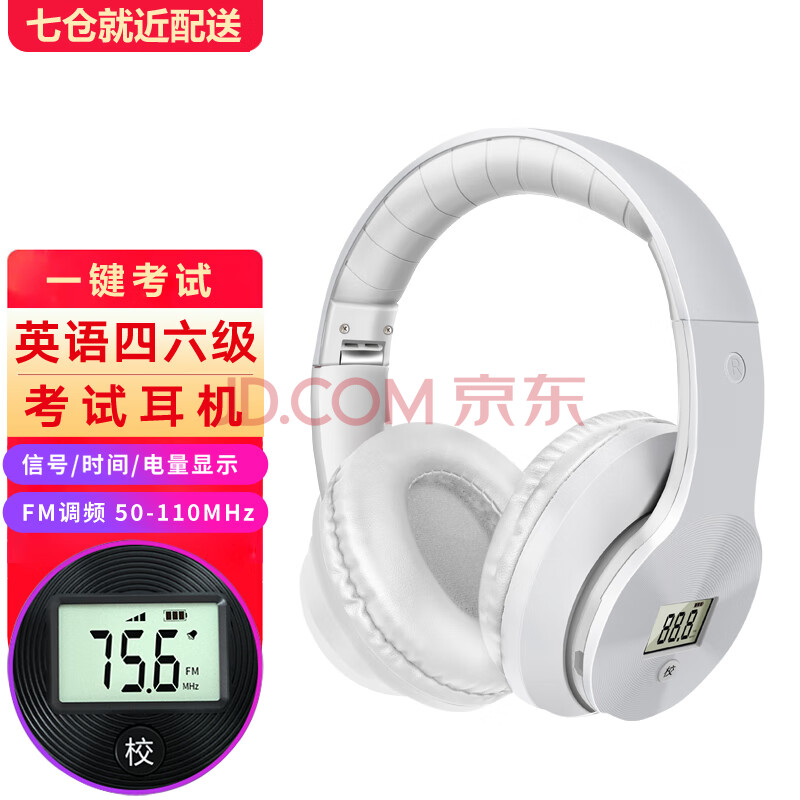 七仓就近配送
一键考试
英语四六级
考试耳机
信号/时间/电量显示
FM调频 50-110MHz
75.6
FM
MHz
校
JD.COM 京东
R
88.8
校